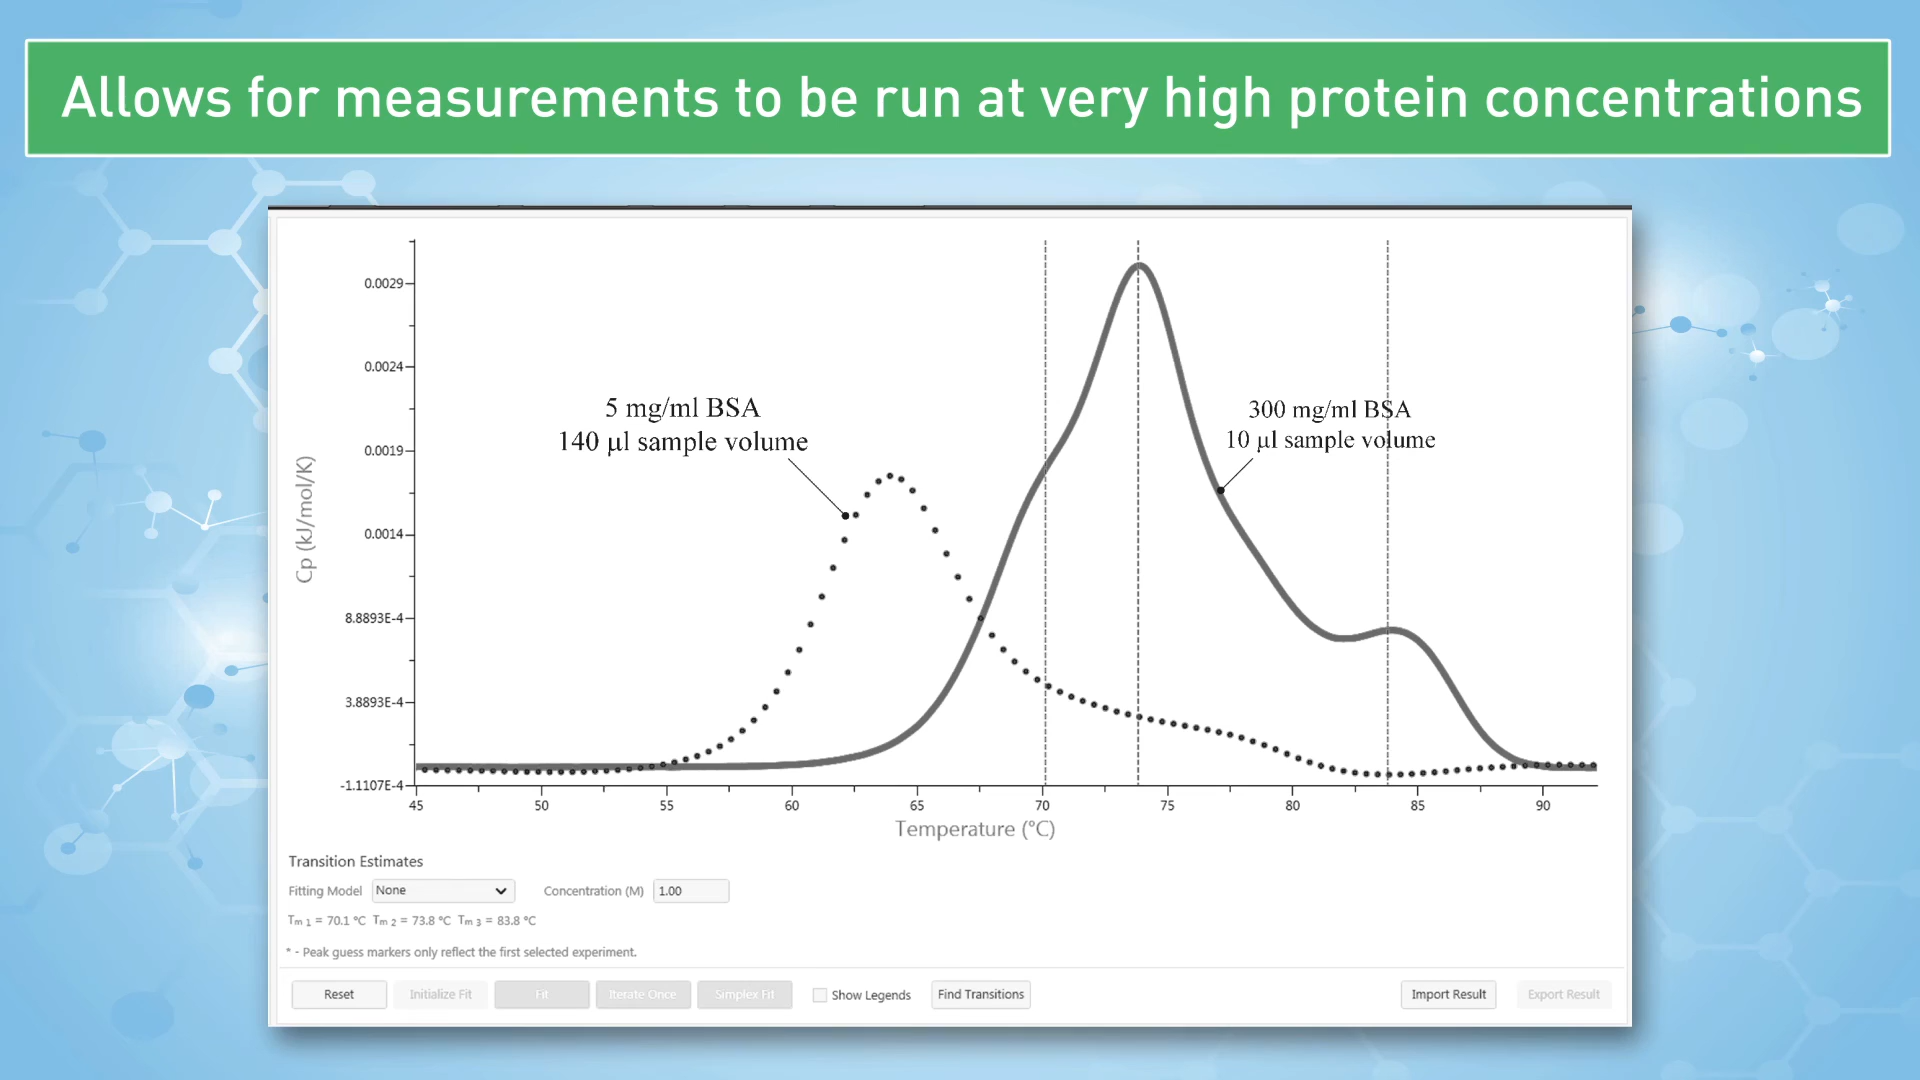 Allows for measurements to be run at very high protein concentrations
0.0029
0.0024
0.0019
0.0014
8.8893E-4
3.8893E-4
-1.1107E-4
Cp (kJ/mol/K)
5 mg/ml BSA
140 µl sample volume
300 mg/ml BSA
10 µl sample volume
45 50 55 60 65 70 75 80 85 90
Temperature (°C)
Transition Estimates
Fitting Model None Concentration (M) 1.00
Tm 1 = 70.1 °C Tm 2 = 73.8 °C Tm 3 = 83.8 °C
* - Peak guess markers only reflect the first selected experiment.
Reset Initialize Fit Fit Iterate Once Simplex Fit Show Legends Find Transitions Import Result Export Result